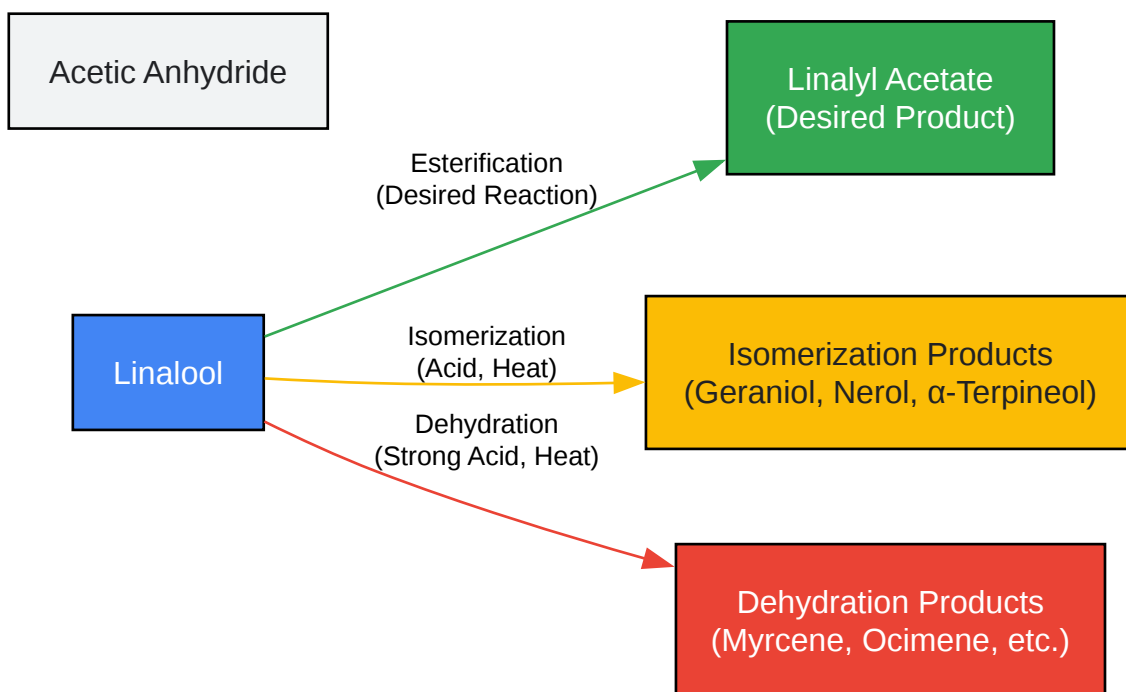 Acetic Anhydride
Linalyl Acetate
(Desired Product)
Esterification
(Desired Reaction)
Linalool
Isomerization
(Acid, Heat)
Isomerization Products
(Geraniol, Nerol, α-Terpineol)
Dehydration
(Strong Acid, Heat)
Dehydration Products
(Myrcene, Ocimene, etc.)